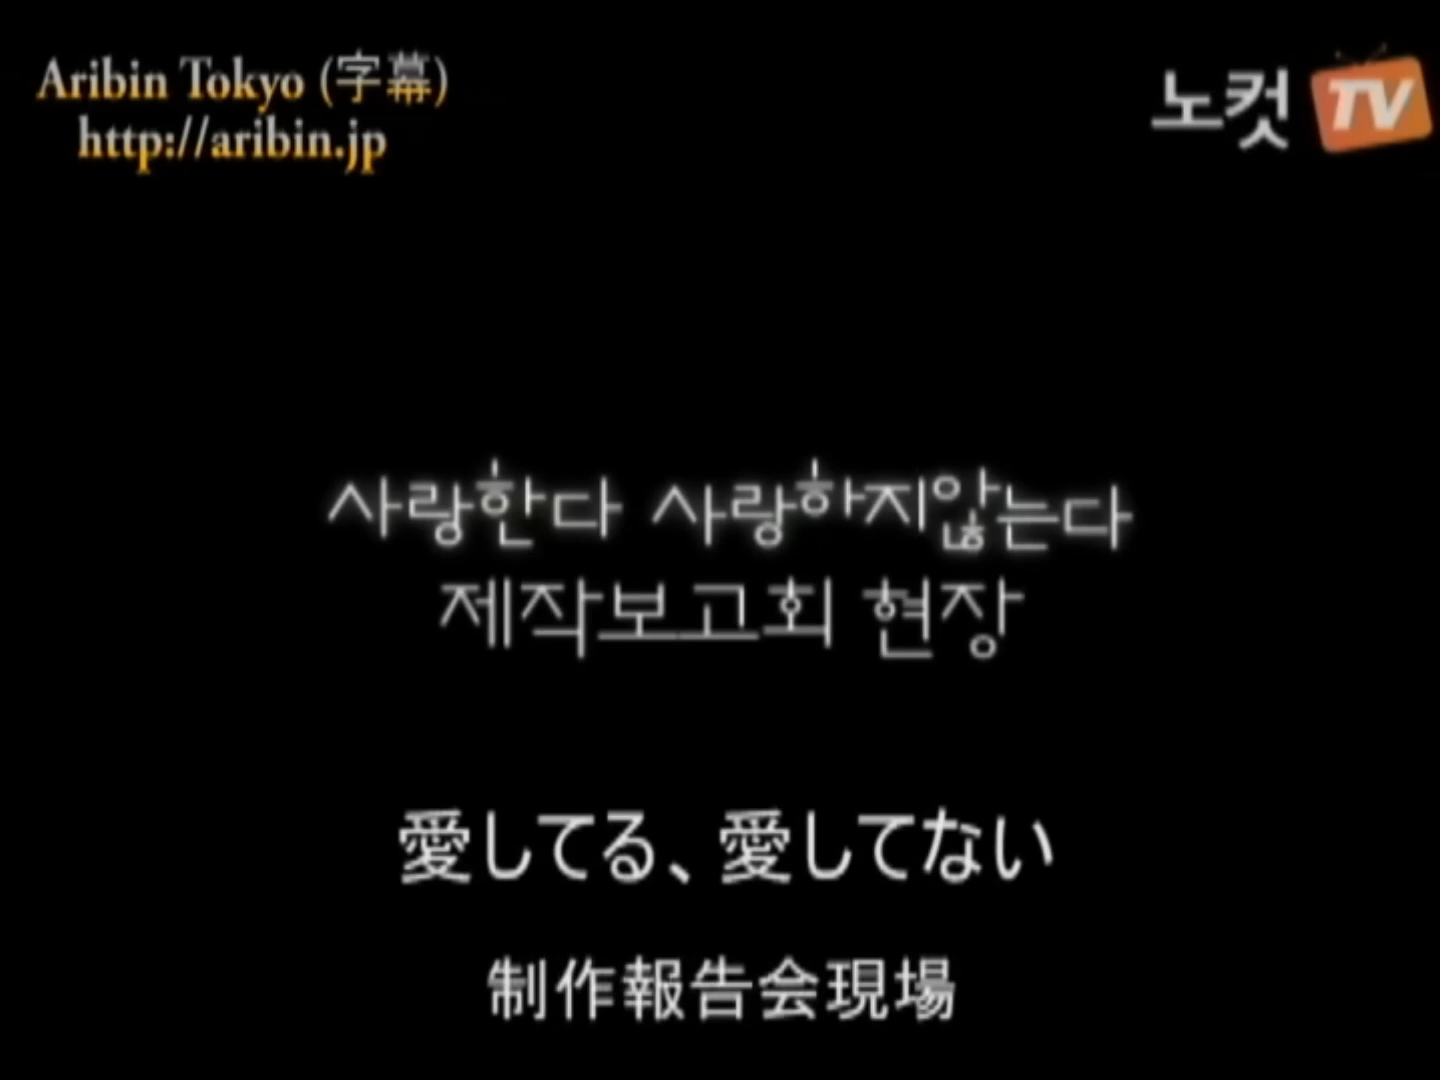 Aribin Tokyo (字幕)
http://aribin.jp
노컷 TV
사랑한다 사랑하지않는다
제작보고회 현장
愛してる、愛してない
制作報告会現場